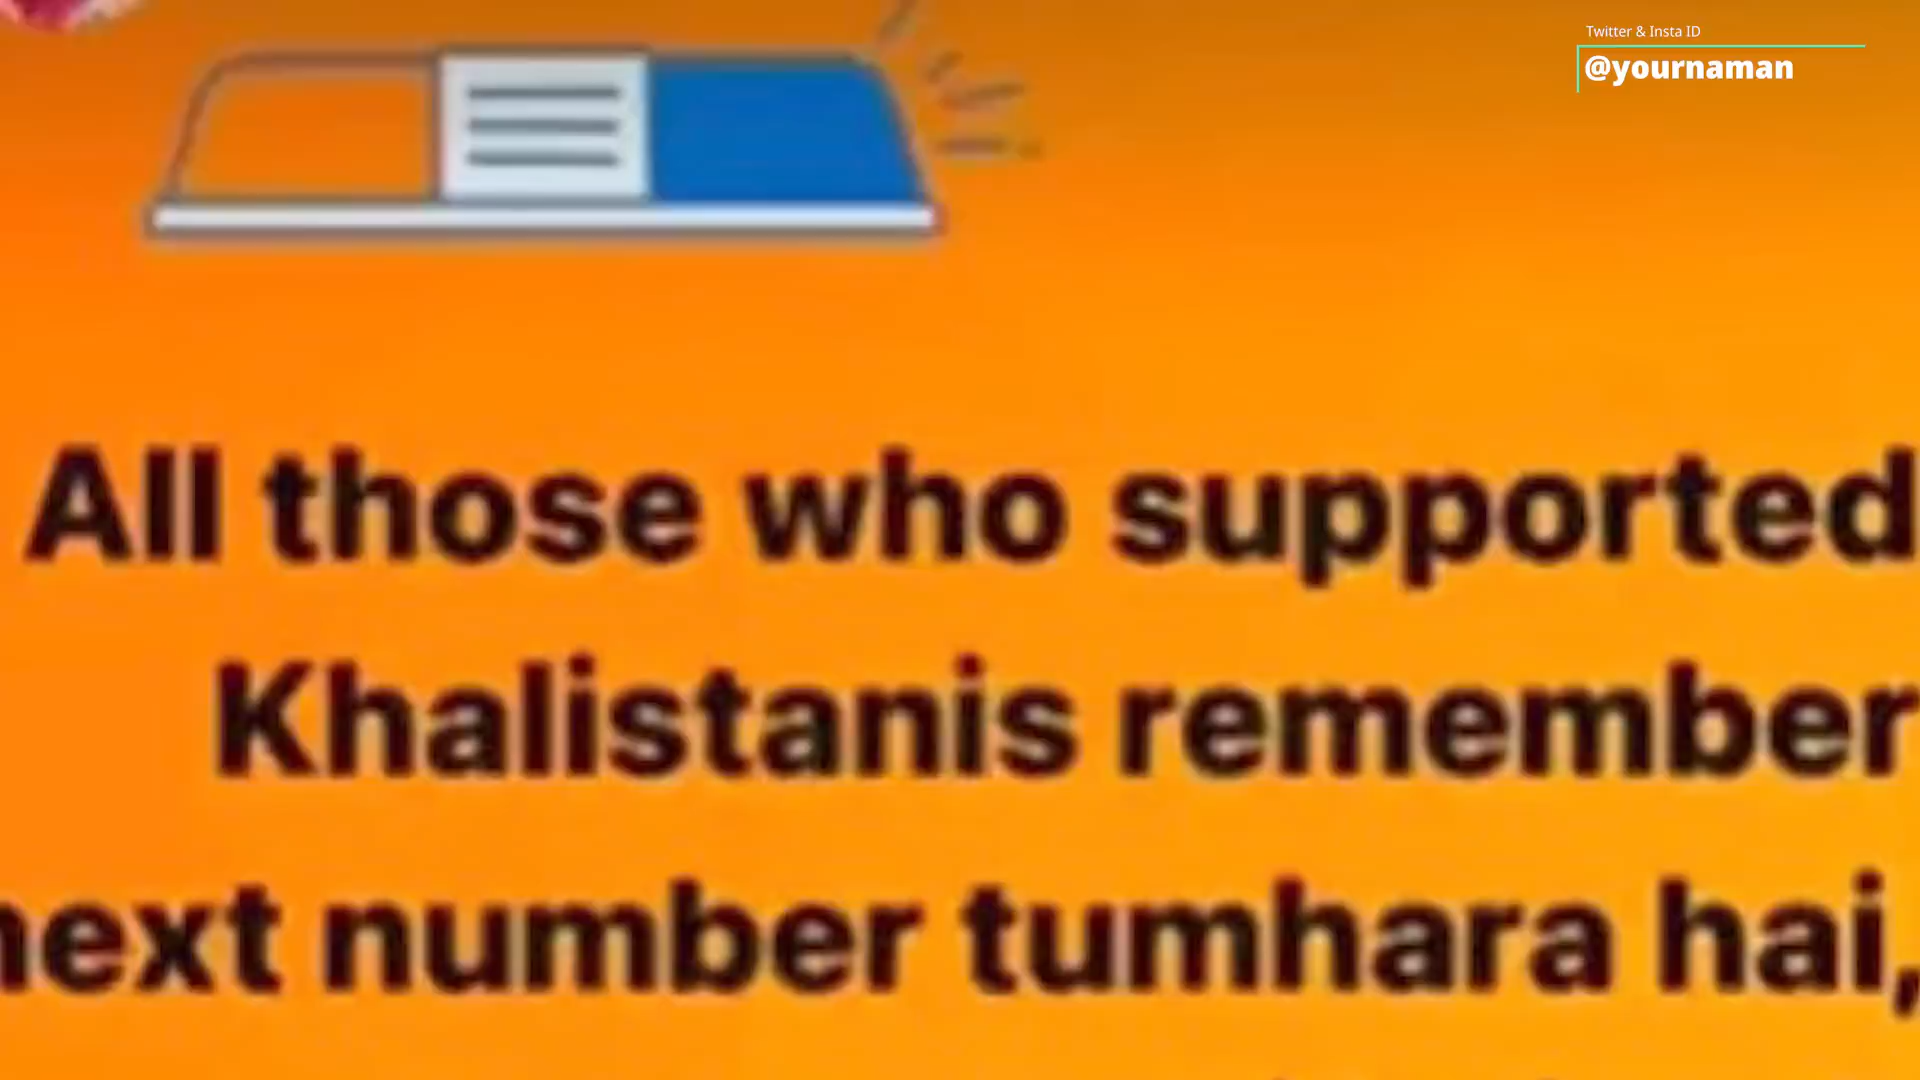 Twitter & Insta ID
@yournaman
All those who supported
Khalistanis remember
next number tumhara hai,